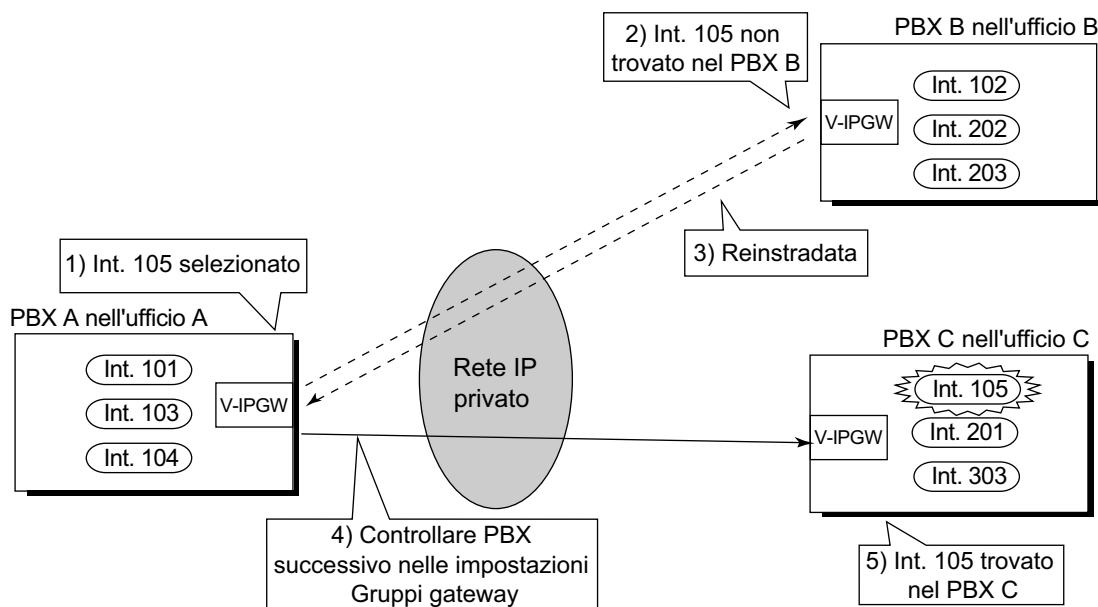 2) Int. 105 non
trovato nel PBX B
PBX B nell'ufficio B
V-IPGW
Int. 102
Int. 202
Int. 203
3) Reinstradata
1) Int. 105 selezionato
PBX A nell'ufficio A
Int. 101
Int. 103
Int. 104
V-IPGW
Rete IP
privato
PBX C nell'ufficio C
V-IPGW
Int. 105
Int. 201
Int. 303
4) Controllare PBX
successivo nelle impostazioni
Gruppi gateway
5) Int. 105 trovato
nel PBX C